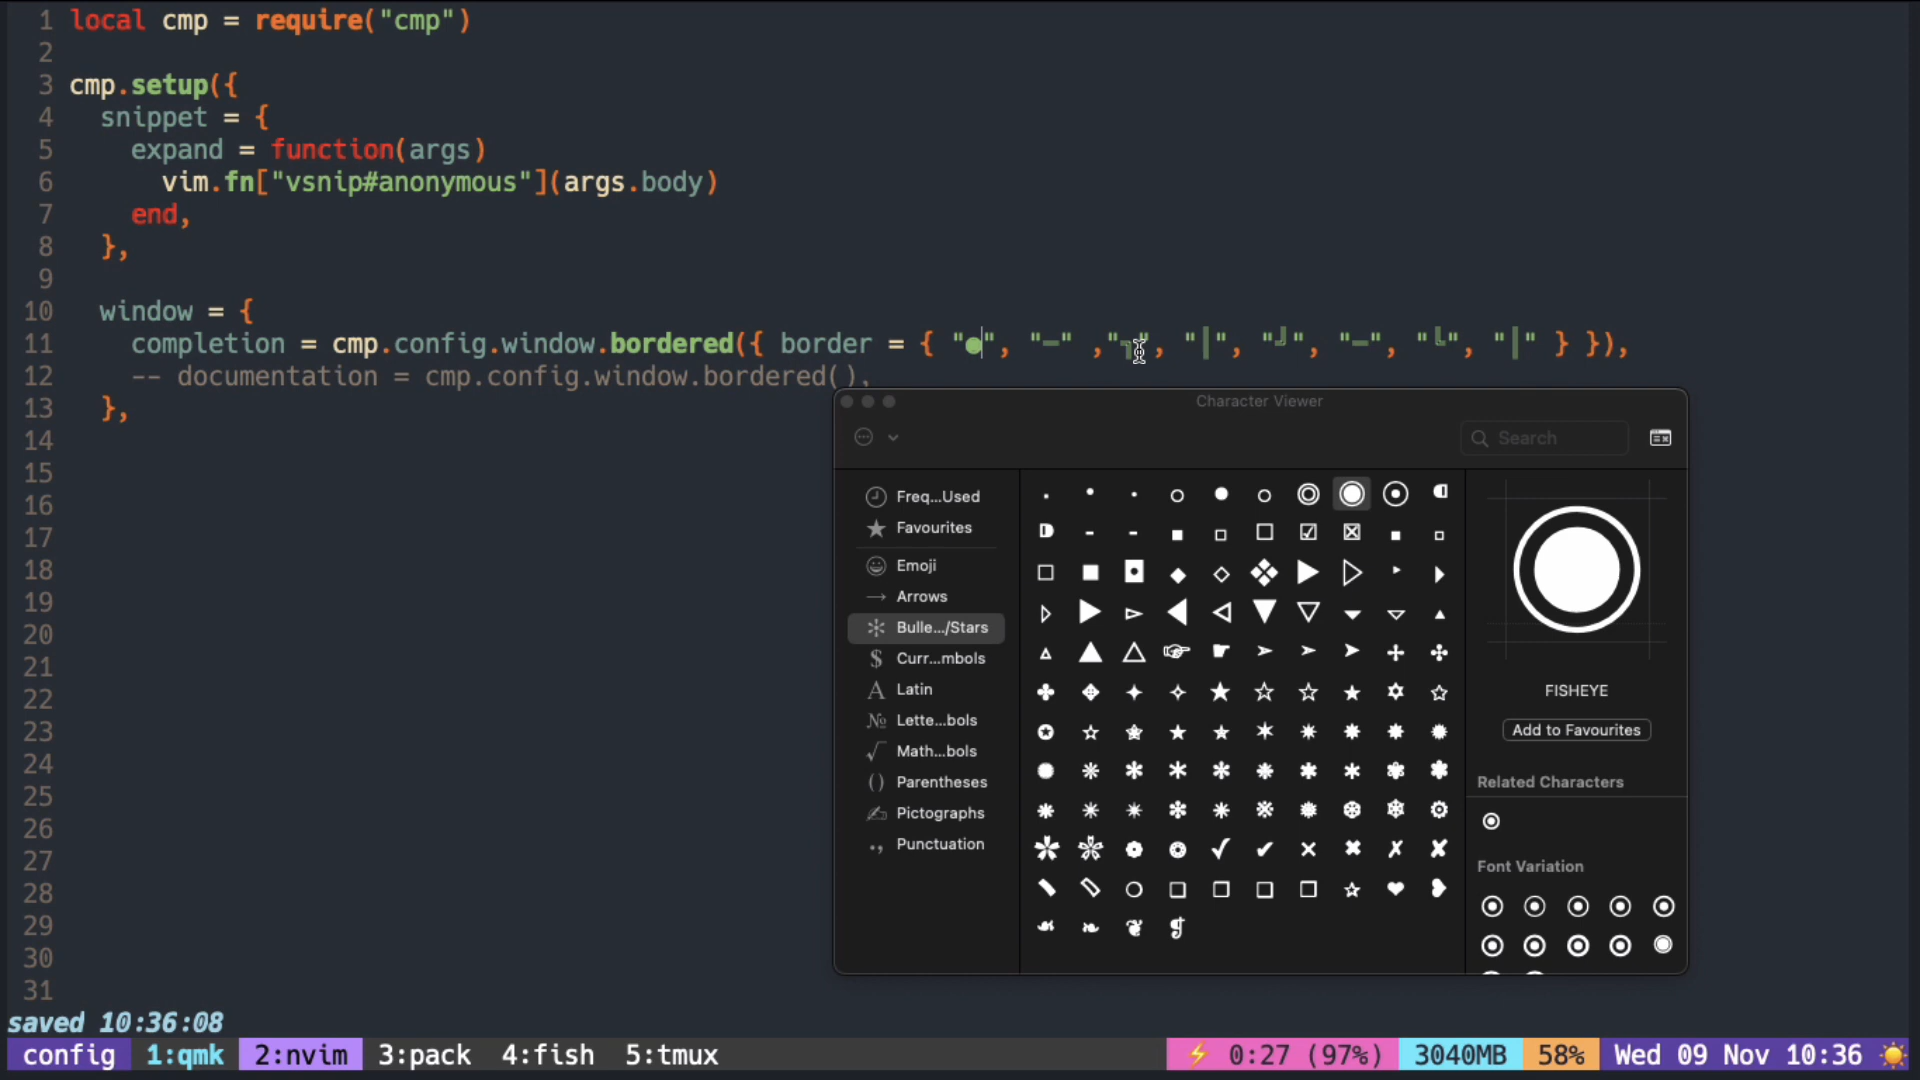 1 local cmp = require("cmp")
2
3 cmp.setup({
4 snippet = {
5 expand = function(args)
6 vim.fn["vsnip#anonymous"](args.body)
7 end,
8 },
9
10 window = {
11 completion = cmp.config.window.bordered({ border = { "●", "─" ,"╮", "│", "╯", "─", "╰", "│" } }),
12 -- documentation = cmp.config.window.bordered(),
13 },
14
15
16
17
18
19
20
21
22
23
24
25
26
27
28
29
30
31
Character Viewer
Search
Freq...Used
Favourites
Emoji
Arrows
Bulle.../Stars
Curr...mbols
Latin
Lette...bols
Math...bols
Parentheses
Pictographs
Punctuation
FISHEYE
Add to Favourites
Related Characters
Font Variation
saved 10:36:08
config 1:qmk 2:nvim 3:pack 4:fish 5:tmux ⚡ 0:27 (97%) 3040MB 58% Wed 09 Nov 10:36 ☀️